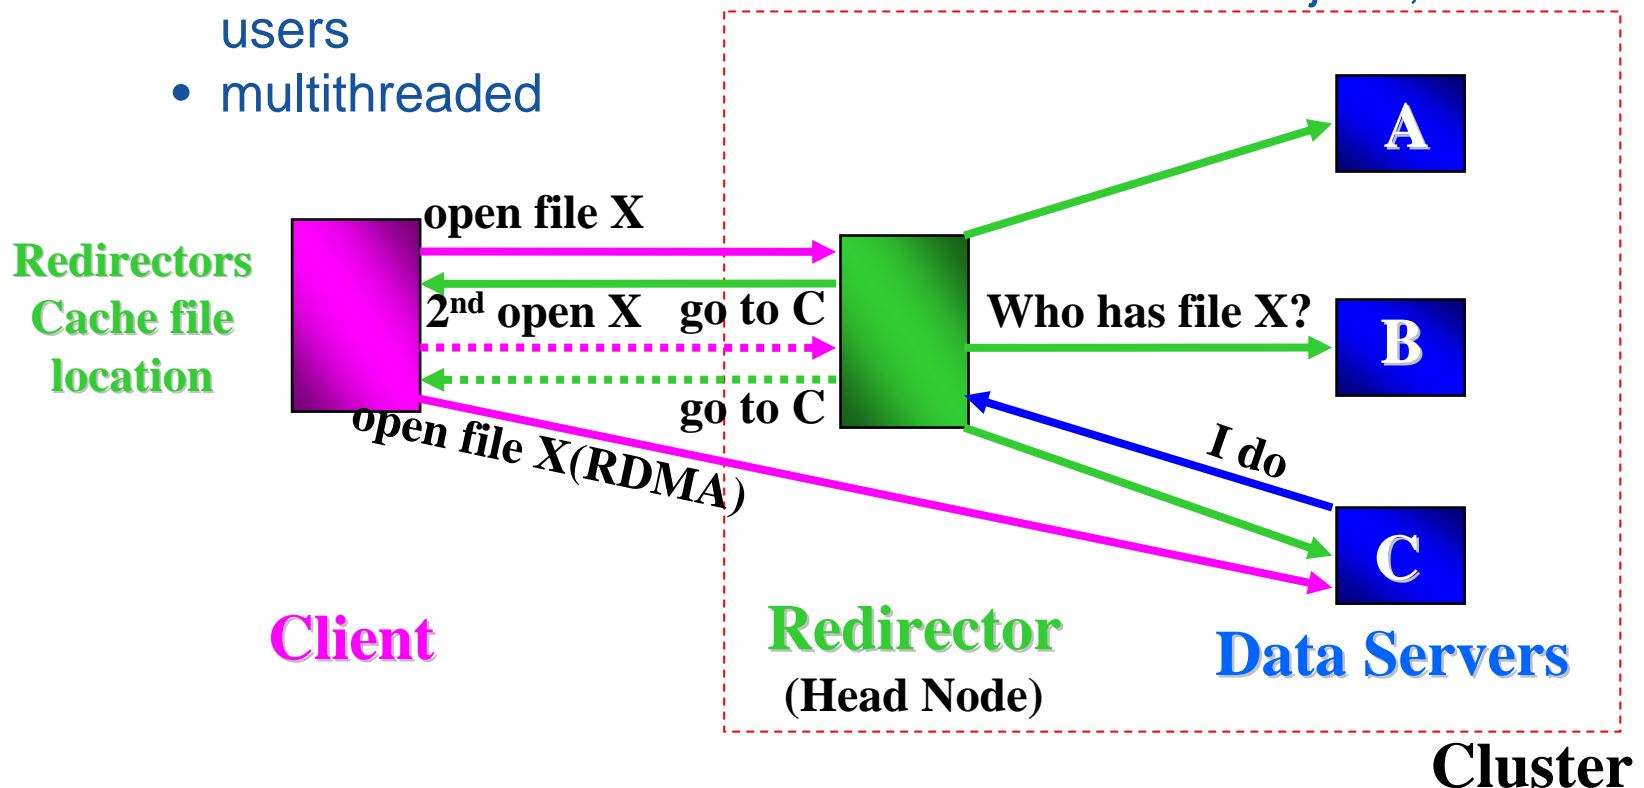 users
• multithreaded
A
open file X
Redirectors
Cache file
location
2nd open X
go to C
Who has file X?
B
go to C
open file X(RDMA)
I do
C
Client
Redirector
(Head Node)
Data Servers
Cluster